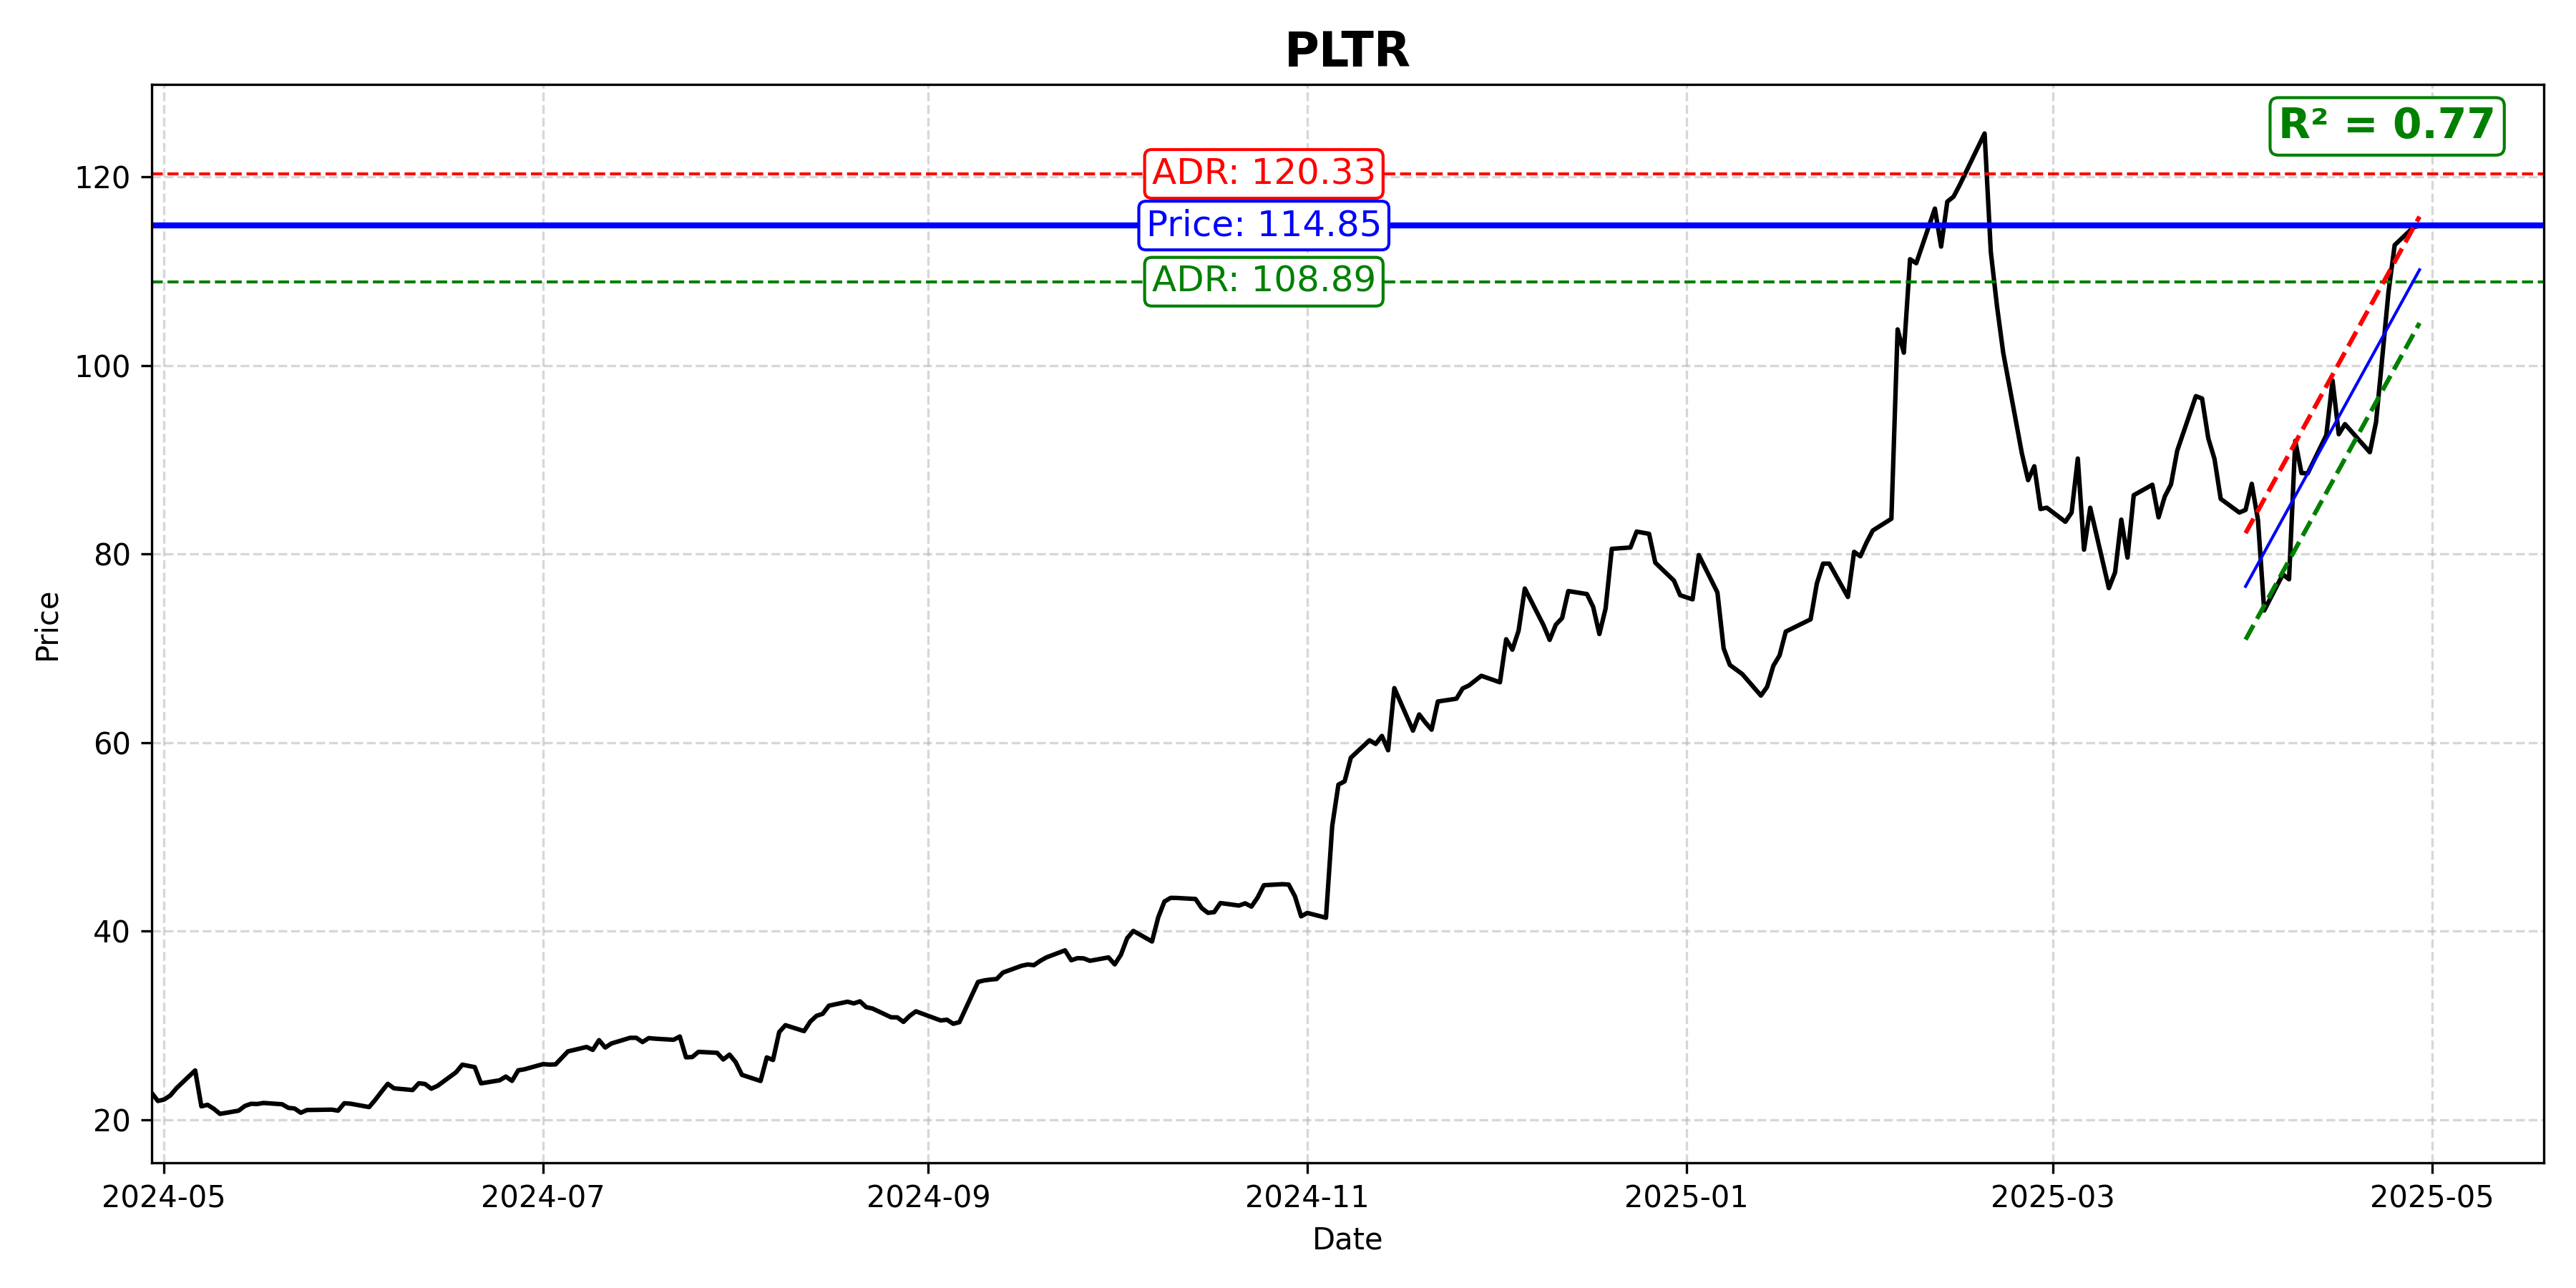 PLTR
R² = 0.77
ADR: 120.33
Price: 114.85
ADR: 108.89
120
100
80
60
40
20
Price
2024-05
2024-07
2024-09
2024-11
2025-01
2025-03
2025-05
Date